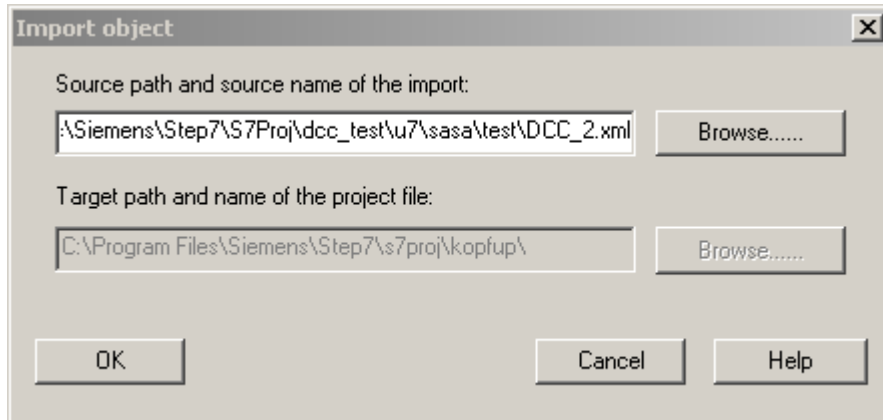 Import object
Source path and source name of the import:
:\Siemens\Step7\S7Proj\dcc_test\u7\sasa\test\DCC_2.xml
Browse......
Target path and name of the project file:
C:\Program Files\Siemens\Step7\s7proj\kopfup\
Browse......
OK
Cancel
Help